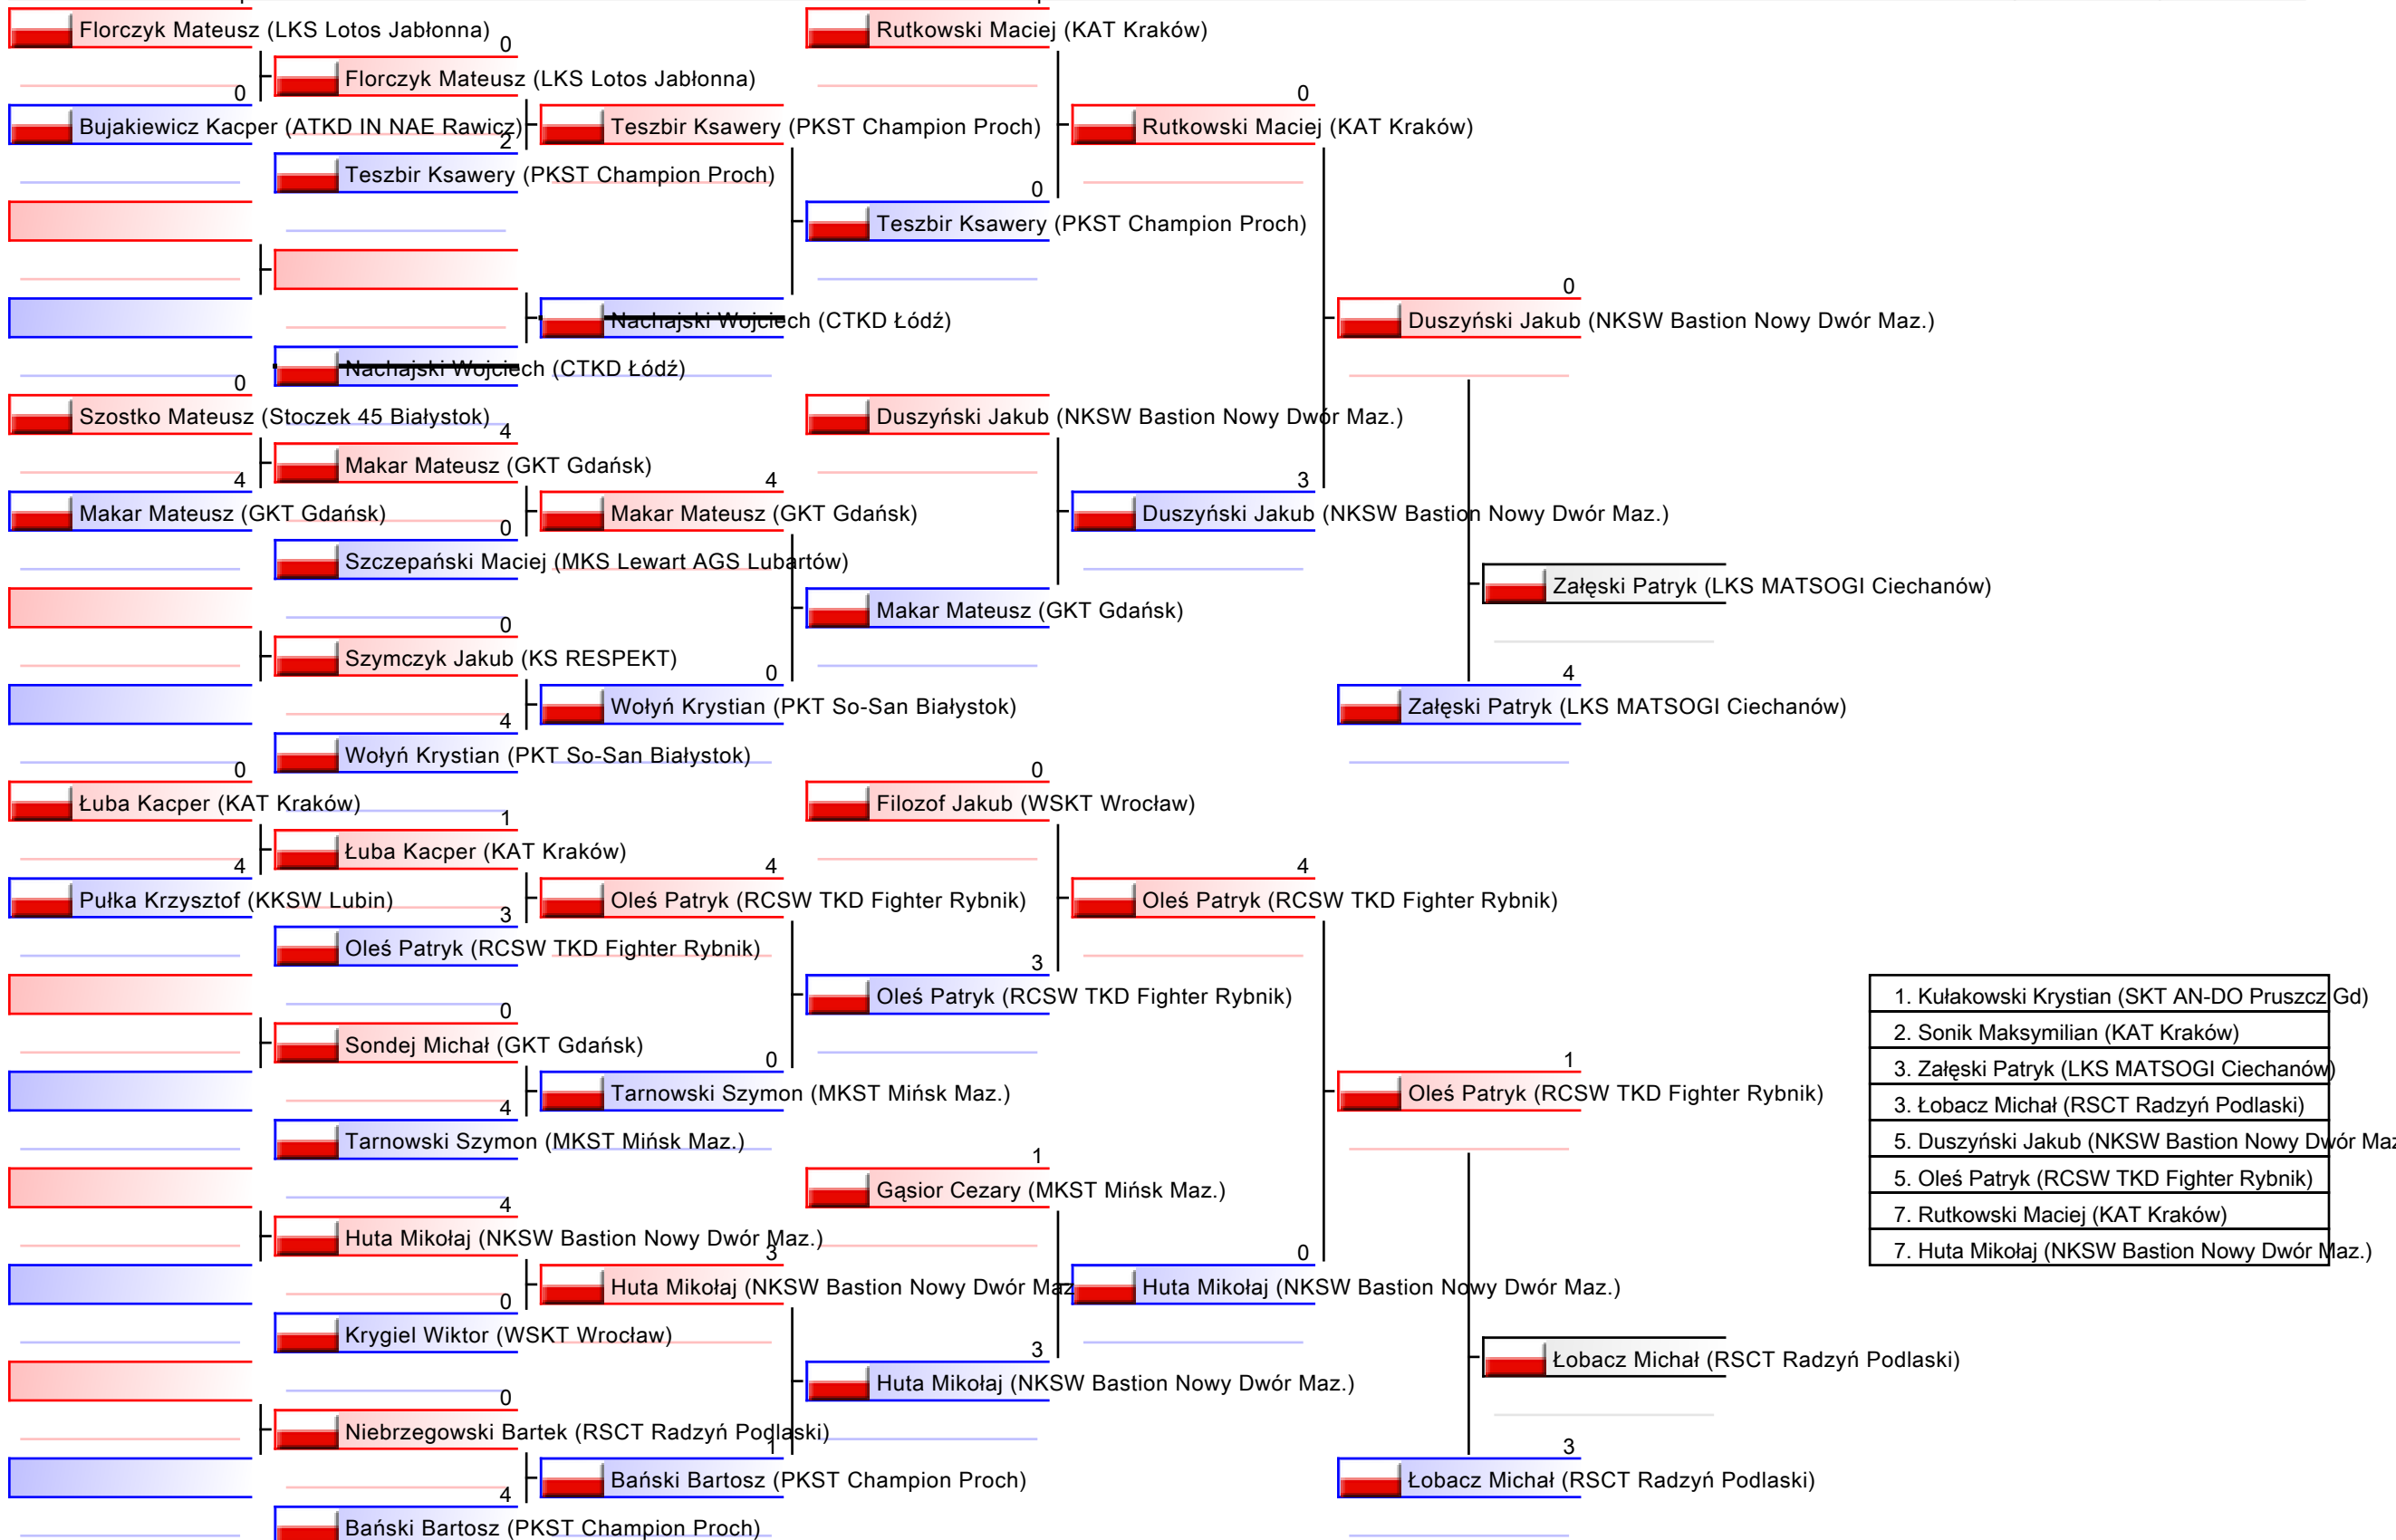 Florczyk Mateusz (LKS Lotos Jabłonna)
0
Bujakiewicz Kacper (ATKD IN NAE Rawicz)
0
Szostko Mateusz (Stoczek 45 Białystok)
4
Makar Mateusz (GKT Gdańsk)
0
Łuba Kacper (KAT Kraków)
4
Pułka Krzysztof (KKSW Lubin)
0
Florczyk Mateusz (LKS Lotos Jabłonna)
2
Teszbir Ksawery (PKST Champion Proch)
Nachajski Wojciech (CTKD Łódź)
4
Makar Mateusz (GKT Gdańsk)
0
Szczepański Maciej (MKS Lewart AGS Lubartów)
0
Szymczyk Jakub (KS RESPEKT)
4
Wołyń Krystian (PKT So-San Białystok)
1
Łuba Kacper (KAT Kraków)
3
Oleś Patryk (RCSW TKD Fighter Rybnik)
0
Sondej Michał (GKT Gdańsk)
4
Tarnowski Szymon (MKST Mińsk Maz.)
4
Huta Mikołaj (NKSW Bastion Nowy Dwór Maz.)
0
Krygiel Wiktor (WSKT Wrocław)
0
Niebrzegowski Bartek (RSCT Radzyń Podlaski)
4
Bański Bartosz (PKST Champion Proch)
Teszbir Ksawery (PKST Champion Proch)
Nachajski Wojciech (CTKD Łódź)
4
Makar Mateusz (GKT Gdańsk)
0
Wołyń Krystian (PKT So-San Białystok)
4
Oleś Patryk (RCSW TKD Fighter Rybnik)
0
Tarnowski Szymon (MKST Mińsk Maz.)
3
Huta Mikołaj (NKSW Bastion Nowy Dwór Maz
1
Bański Bartosz (PKST Champion Proch)
Rutkowski Maciej (KAT Kraków)
0
Teszbir Ksawery (PKST Champion Proch)
Duszyński Jakub (NKSW Bastion Nowy Dwór Maz.)
Makar Mateusz (GKT Gdańsk)
0
Filozof Jakub (WSKT Wrocław)
3
Oleś Patryk (RCSW TKD Fighter Rybnik)
1
Gąsior Cezary (MKST Mińsk Maz.)
3
Huta Mikołaj (NKSW Bastion Nowy Dwór Maz.)
0
Rutkowski Maciej (KAT Kraków)
3
Duszyński Jakub (NKSW Bastion Nowy Dwór Maz.)
4
Oleś Patryk (RCSW TKD Fighter Rybnik)
0
Huta Mikołaj (NKSW Bastion Nowy Dwór Maz.)
0
Duszyński Jakub (NKSW Bastion Nowy Dwór Maz.)
4
Załęski Patryk (LKS MATSOGI Ciechanów)
1
Oleś Patryk (RCSW TKD Fighter Rybnik)
3
Łobacz Michał (RSCT Radzyń Podlaski)
Załęski Patryk (LKS MATSOGI Ciechanów)
Łobacz Michał (RSCT Radzyń Podlaski)
1. Kułakowski Krystian (SKT AN-DO Pruszcz Gd)
2. Sonik Maksymilian (KAT Kraków)
3. Załęski Patryk (LKS MATSOGI Ciechanów)
3. Łobacz Michał (RSCT Radzyń Podlaski)
5. Duszyński Jakub (NKSW Bastion Nowy Dwór Maz
5. Oleś Patryk (RCSW TKD Fighter Rybnik)
7. Rutkowski Maciej (KAT Kraków)
7. Huta Mikołaj (NKSW Bastion Nowy Dwór Maz.)